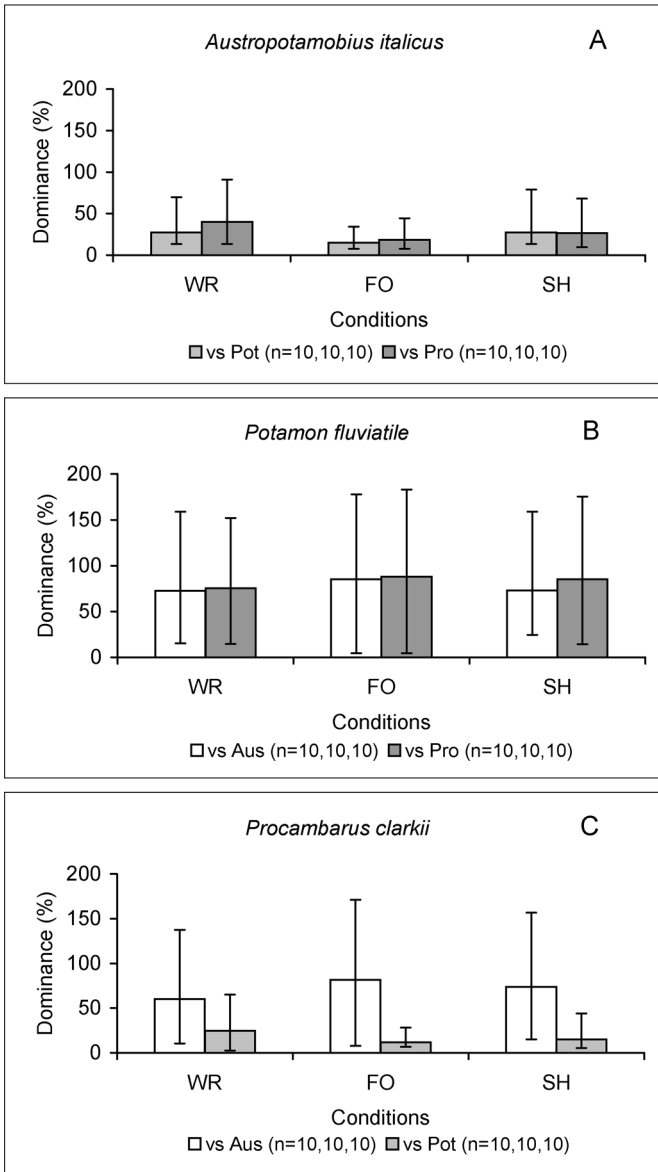 Austropotamobius italicus A
Dominance (%)
200
150
100
50
0
WR FO SH
Conditions
vs Pot (n=10,10,10) vs Pro (n=10,10,10)
Potamon fluviatile B
Dominance (%)
200
150
100
50
0
WR FO SH
Conditions
vs Aus (n=10,10,10) vs Pro (n=10,10,10)
Procambarus clarkii C
Dominance (%)
200
150
100
50
0
WR FO SH
Conditions
vs Aus (n=10,10,10) vs Pot (n=10,10,10)